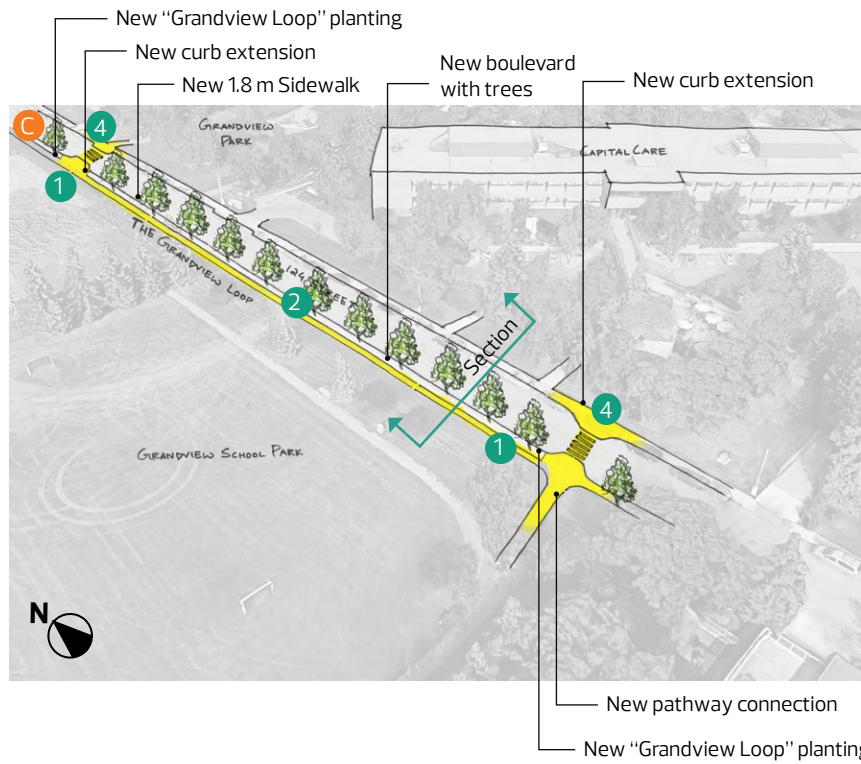 New “Grandview Loop” planting
New curb extension
New 1.8 m Sidewalk
New boulevard
with trees
New curb extension
C
4
GRANDVIEW
PARK
CAPITAL CARE
1
THE GRANDVIEW LOOP
2
Section
4
1
GRANDVIEW SCHOOL PARK
N
New pathway connection
New “Grandview Loop” planting